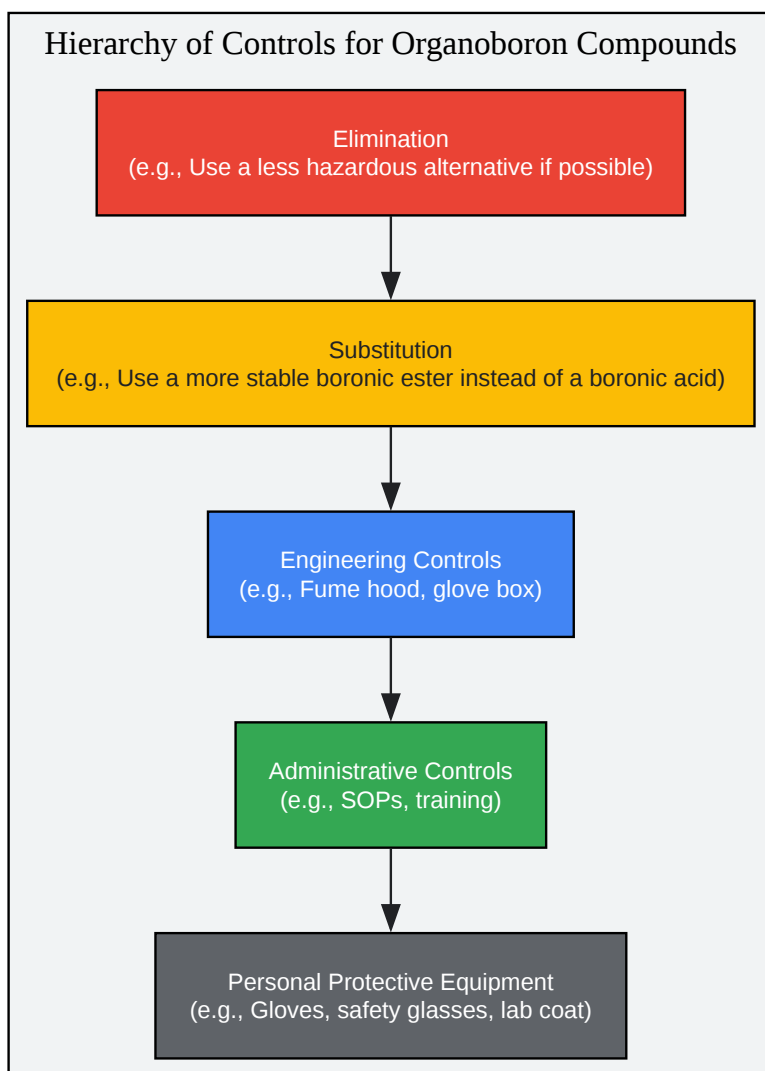 Hierarchy of Controls for Organoboron Compounds
Elimination
(e.g., Use a less hazardous alternative if possible)
Substitution
(e.g., Use a more stable boronic ester instead of a boronic acid)
Engineering Controls
(e.g., Fume hood, glove box)
Administrative Controls
(e.g., SOPs, training)
Personal Protective Equipment
(e.g., Gloves, safety glasses, lab coat)